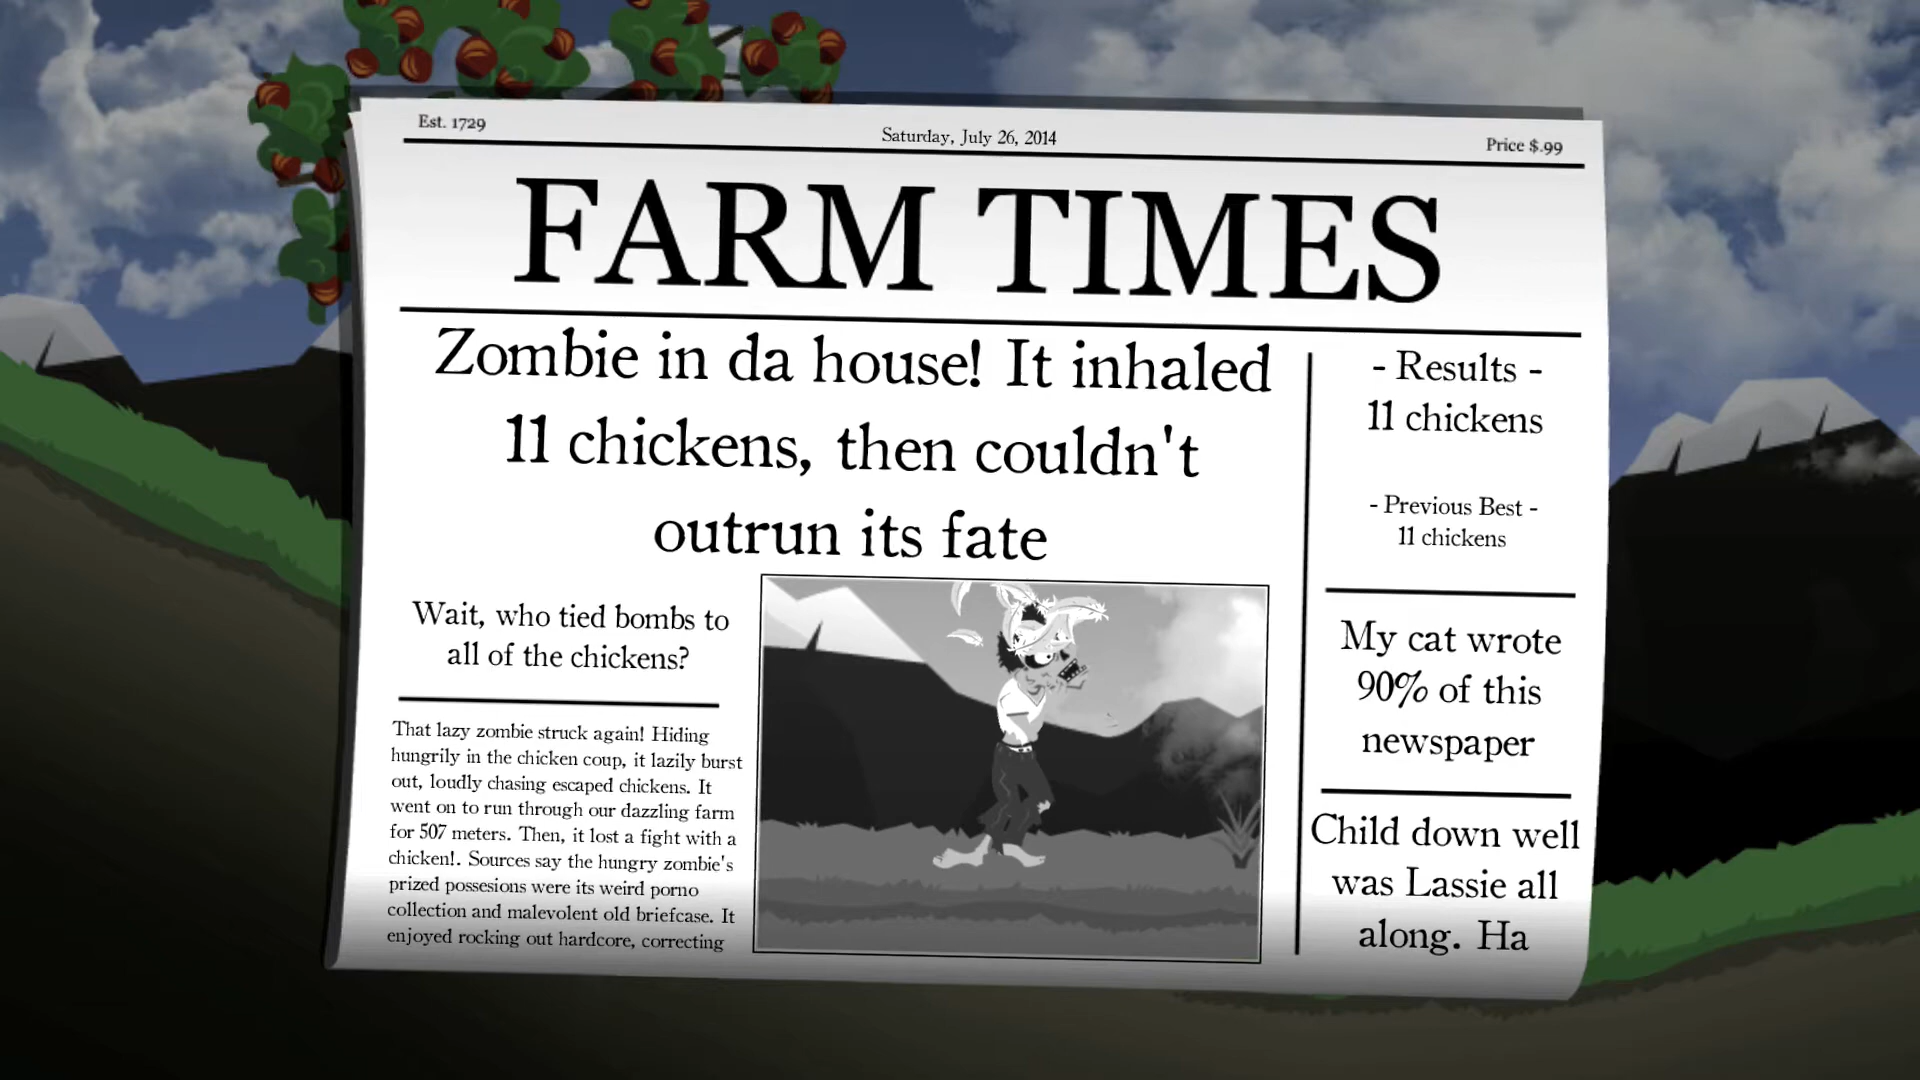 Est. 1729
Saturday, July 26, 2014
Price $.99
FARM TIMES
Zombie in da house! It inhaled
11 chickens, then couldn't
outrun its fate
Wait, who tied bombs to
all of the chickens?
That lazy zombie struck again! Hiding
hungrily in the chicken coup, it lazily burst
out, loudly chasing escaped chickens. It
went on to run through our dazzling farm
for 507 meters. Then, it lost a fight with a
chicken!. Sources say the hungry zombie's
prized possesions were its weird porno
collection and malevolent old briefcase. It
enjoyed rocking out hardcore, correcting
- Results -
11 chickens
- Previous Best -
11 chickens
My cat wrote
90% of this
newspaper
Child down well
was Lassie all
along. Ha